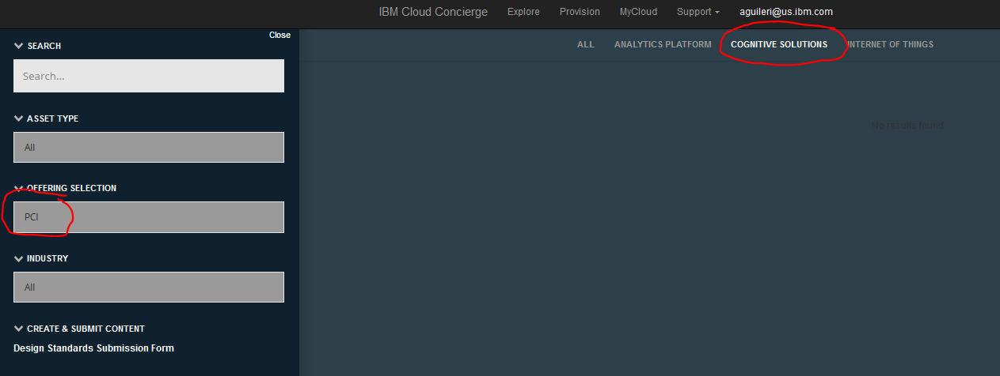 IBM Cloud Concierge Explore Provision MyCloud Support aguileri@us.ibm.com
Close
SEARCH
Search...
ASSET TYPE
All
OFFERING SELECTION
PCI
INDUSTRY
All
CREATE & SUBMIT CONTENT
Design Standards Submission Form
ALL ANALYTICS PLATFORM COGNITIVE SOLUTIONS INTERNET OF THINGS
No results found